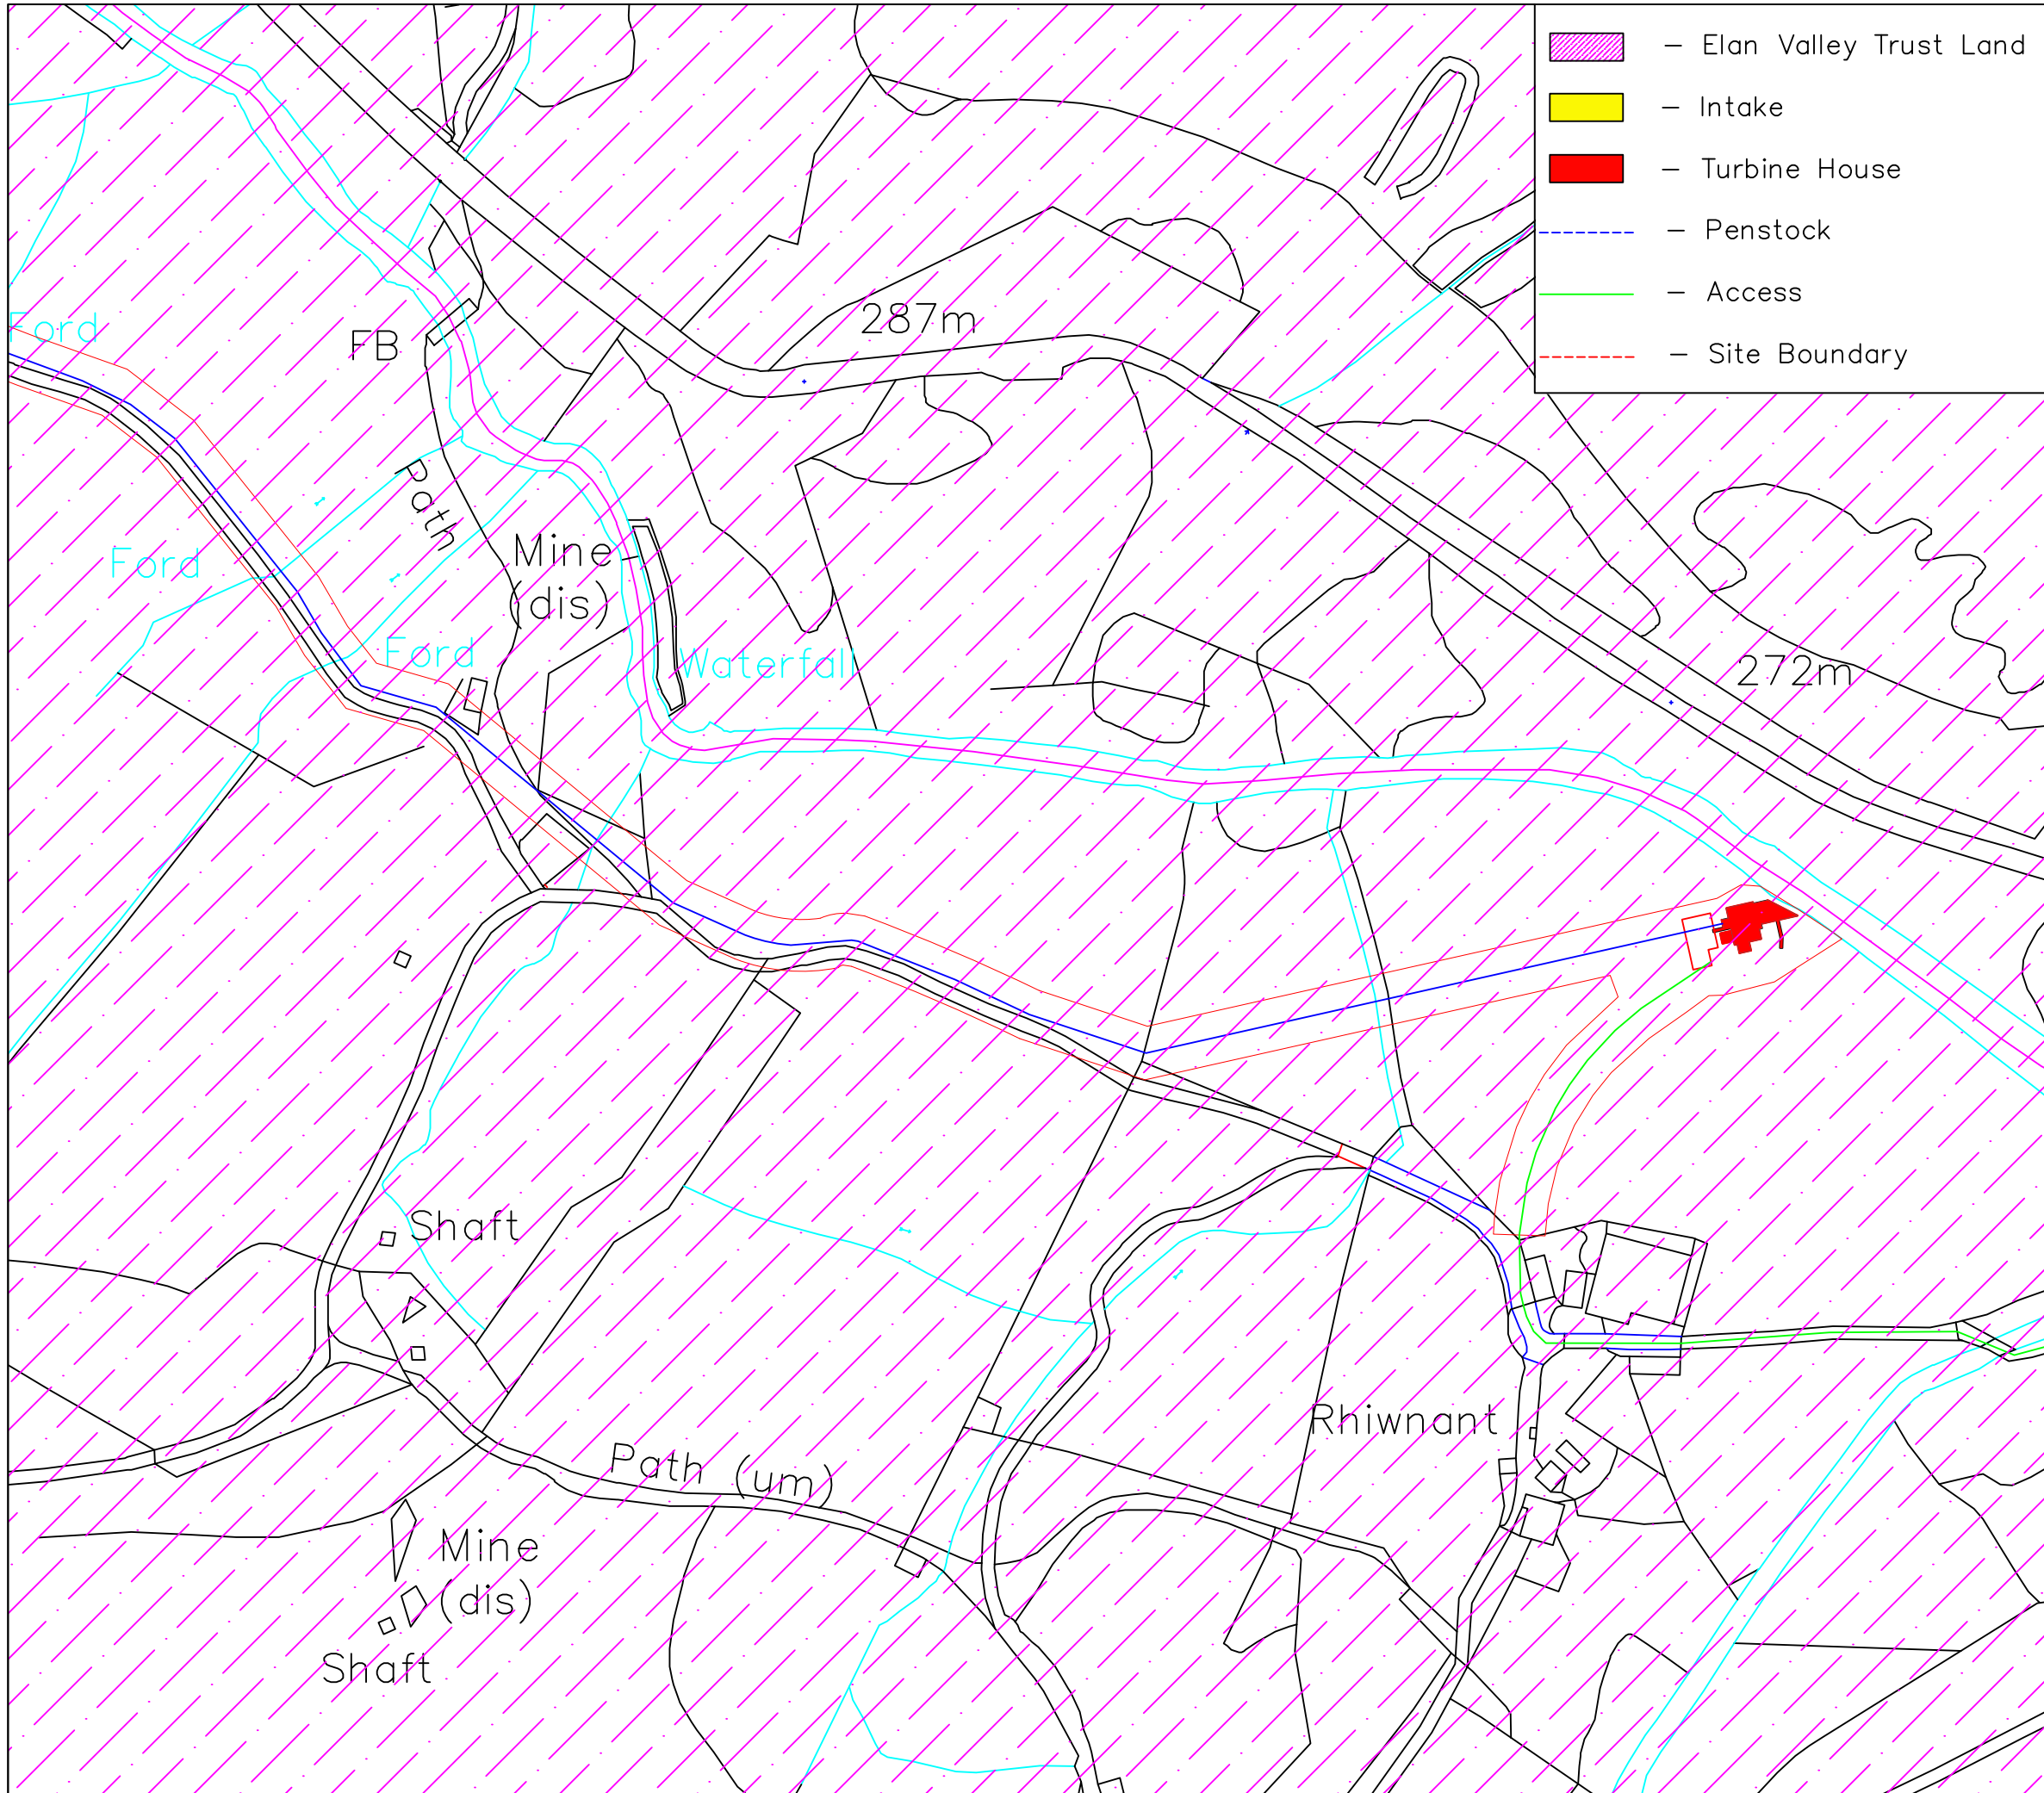 – Elan Valley Trust Land
– Intake
– Turbine House
– Penstock
– Access
– Site Boundary
Ford
FB
287m
Path
Ford
Mine
(dis)
Ford
Waterfall
272m
Shaft
Rhiwnant
Path (um)
Mine
(dis)
Shaft